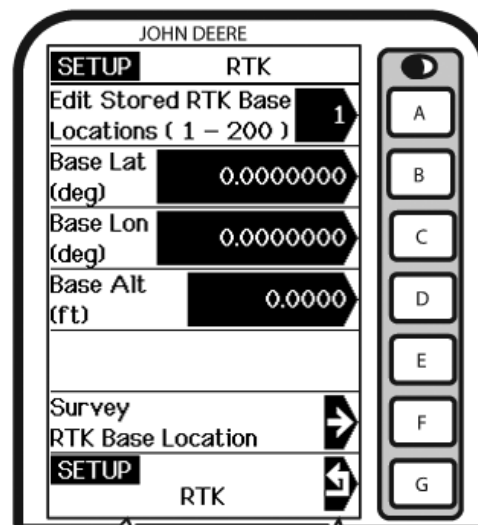 JOHN DEERE
SETUP RTK
Edit Stored RTK Base
Locations ( 1 – 200 ) 1
A
Base Lat
(deg) 0.0000000
B
Base Lon
(deg) 0.0000000
C
Base Alt
(ft) 0.0000
D
E
Survey
RTK Base Location
F
SETUP
RTK
G